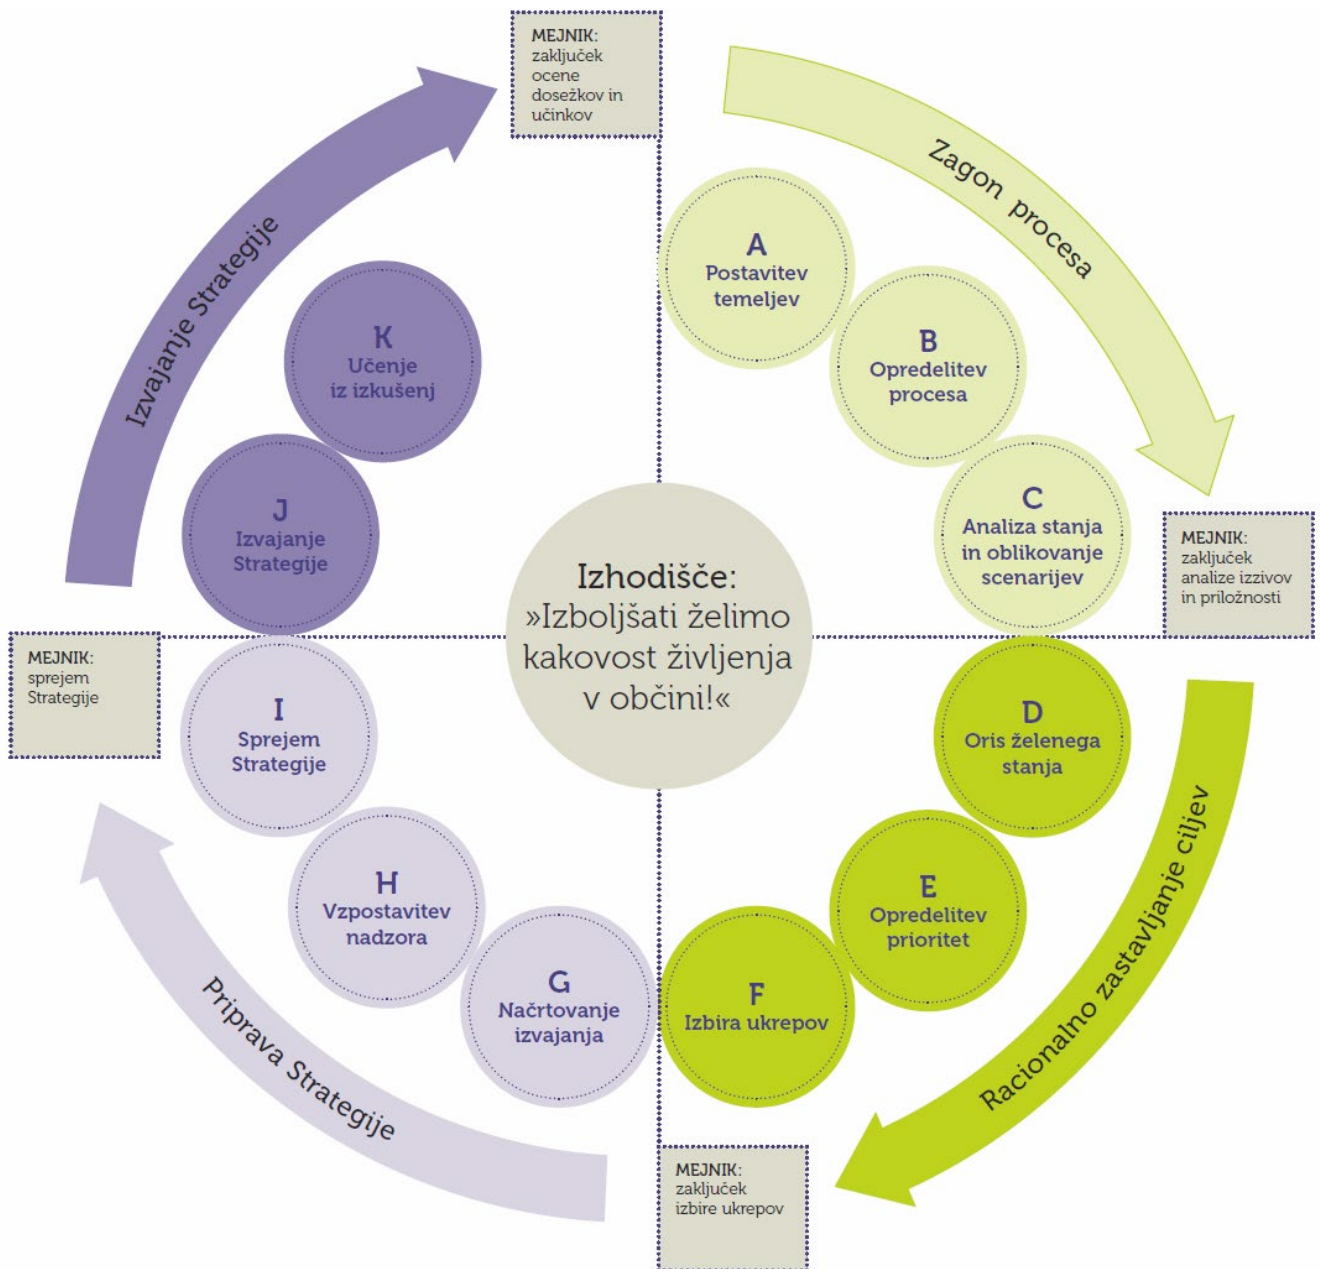 MEJNIK:
zaključek
ocene
dosežkov in
učinkov
Zagon procesa
A
Postavitev
temeljev
B
Opredelitev
procesa
C
Analiza stanja
in oblikovanje
scenarijev
MEJNIK:
zaključek
analize izzivov
in priložnosti
Izhodišče:
»Izboljšati želimo
kakovost življenja
v občini!«
D
Oris želenega
stanja
E
Opredelitev
prioritet
F
Izbira ukrepov
Racionalno zastavljanje ciljev
MEJNIK:
zaključek
izbire ukrepov
G
Načrtovanje
izvajanja
H
Vzpostavitev
nadzora
I
Sprejem
Strategije
Priprava Strategije
MEJNIK:
sprejem
Strategije
J
Izvajanje
Strategije
K
Učenje
iz izkušenj
Izvajanje Strategije